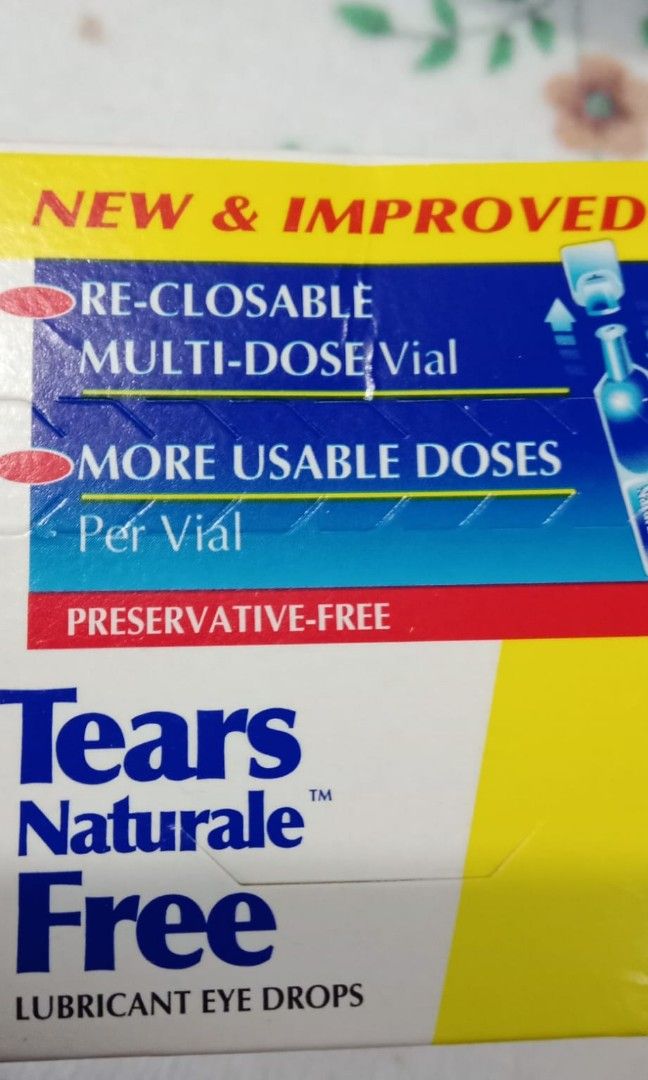 NEW & IMPROVED
RE-CLOSABLE
MULTI-DOSE Vial
MORE USABLE DOSES
Per Vial
PRESERVATIVE-FREE
Tears
Naturale™
Free
LUBRICANT EYE DROPS